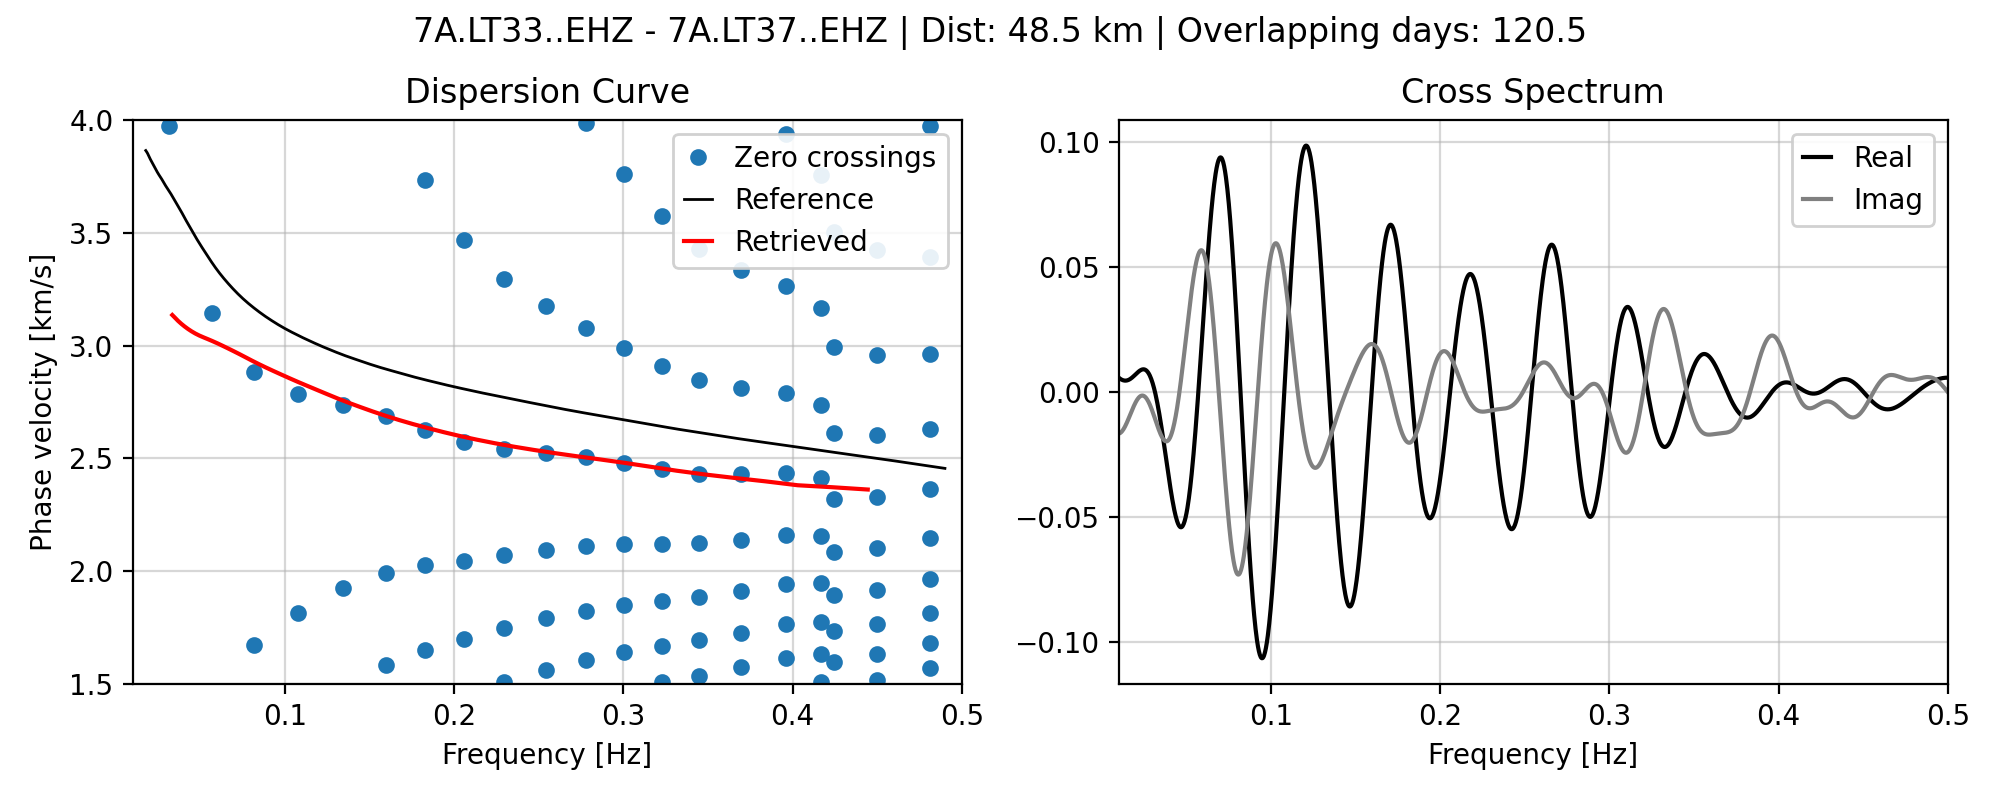 7A.LT33..EHZ - 7A.LT37..EHZ | Dist: 48.5 km | Overlapping days: 120.5
Dispersion Curve
4.0
3.5
3.0
2.5
2.0
1.5
Phase velocity [km/s]
Zero crossings
Reference
Retrieved
0.1 0.2 0.3 0.4 0.5
Frequency [Hz]
Cross Spectrum
0.10
0.05
0.00
−0.05
−0.10
Real
Imag
0.1 0.2 0.3 0.4 0.5
Frequency [Hz]